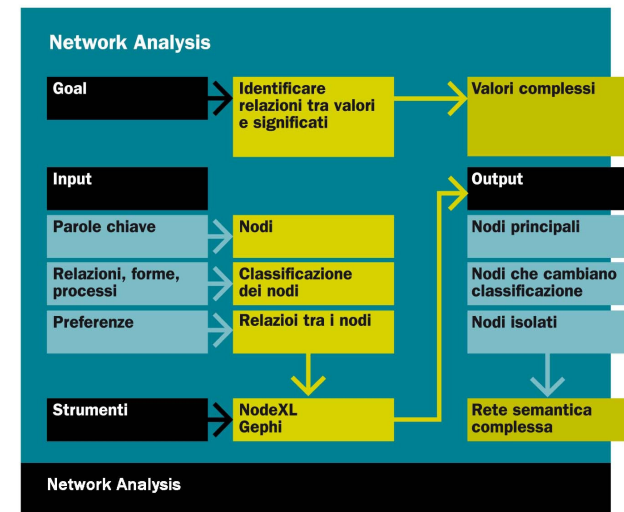 Network Analysis
Goal
Identificare
relazioni tra valori
e significati
Valori complessi
Input
Output
Parole chiave
Nodi
Nodi principali
Relazioni, forme,
processi
Classificazione
dei nodi
Nodi che cambiano
classificazione
Preferenze
Relazioi tra i nodi
Nodi isolati
Strumenti
NodeXL
Gephi
Rete semantica
complessa
Network Analysis